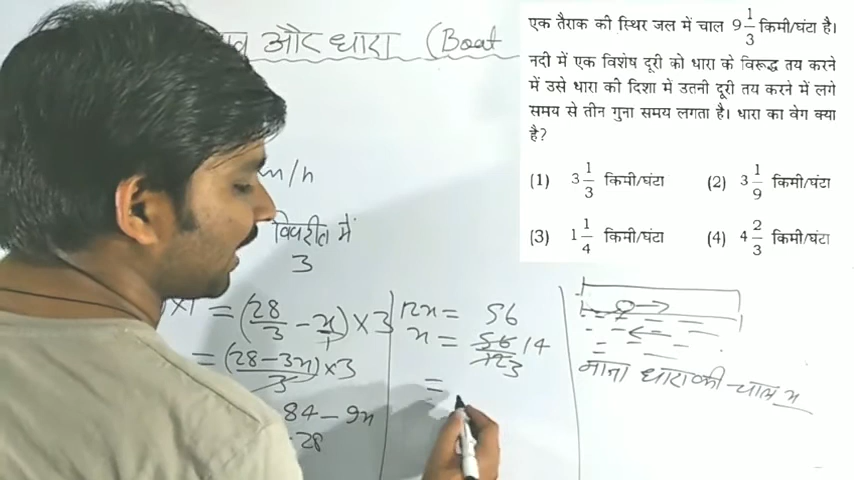 और धारा (Boat
m/h
विपरीत में
3
= (28/3 - x/1) × 3
= (28 - 3x)/3 × 3
84 - 9x
- 28
12x = 56
x = 56/12 14/3
=
माना धारा की चाल x
एक तैराक की स्थिर जल में चाल 9 1/3 किमी/घंटा है।
नदी में एक विशेष दूरी को धारा के विरूद्ध तय करने
में उसे धारा की दिशा में उतनी दूरी तय करने में लगे
समय से तीन गुना समय लगता है। धारा का वेग क्या
है?
(1) 3 1/3 किमी/घंटा (2) 3 1/9 किमी/घंटा
(3) 1 1/4 किमी/घंटा (4) 4 2/3 किमी/घंटा